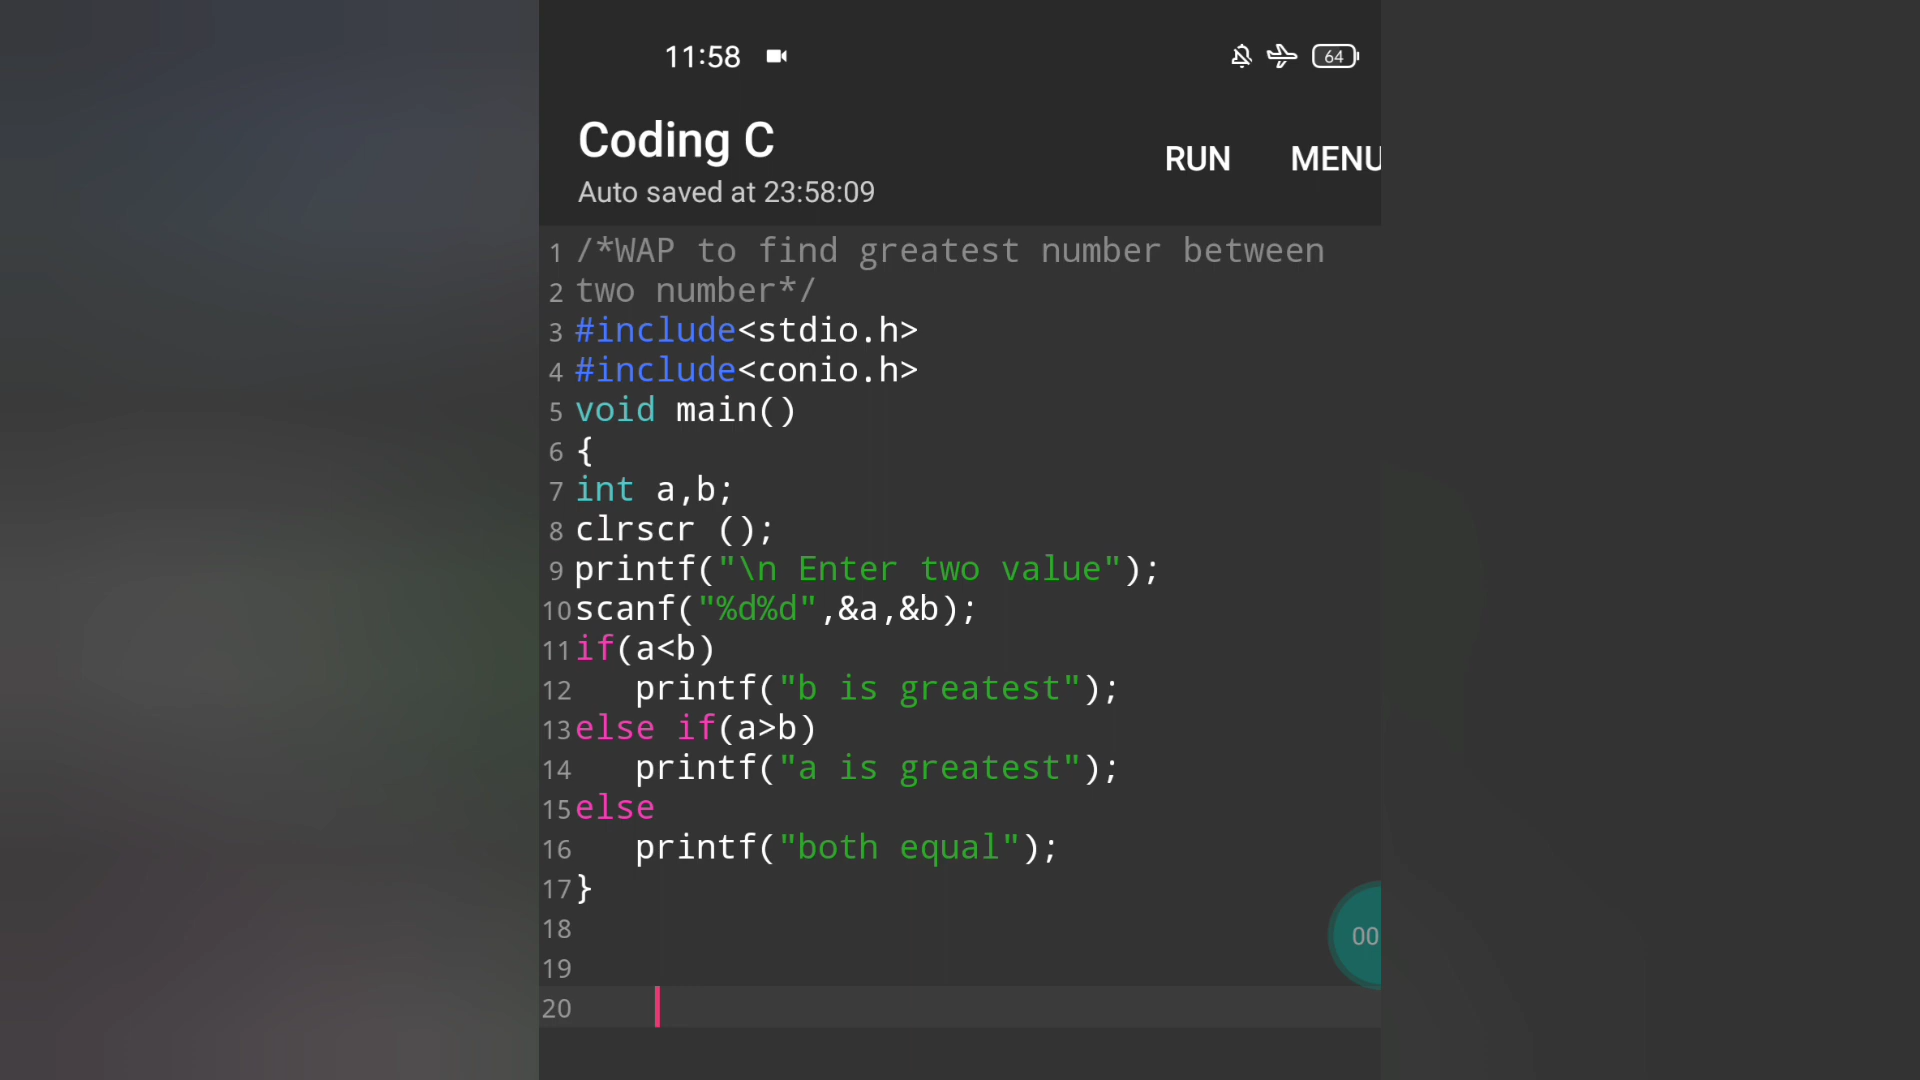 11:58
64
Coding C
RUN
MENU
Auto saved at 23:58:09
1 /*WAP to find greatest number between
2 two number*/
3 #include<stdio.h>
4 #include<conio.h>
5 void main()
6 {
7 int a,b;
8 clrscr ();
9 printf("\n Enter two value");
10 scanf("%d%d",&a,&b);
11 if(a<b)
12    printf("b is greatest");
13 else if(a>b)
14    printf("a is greatest");
15 else
16    printf("both equal");
17 }
18
19
20
00